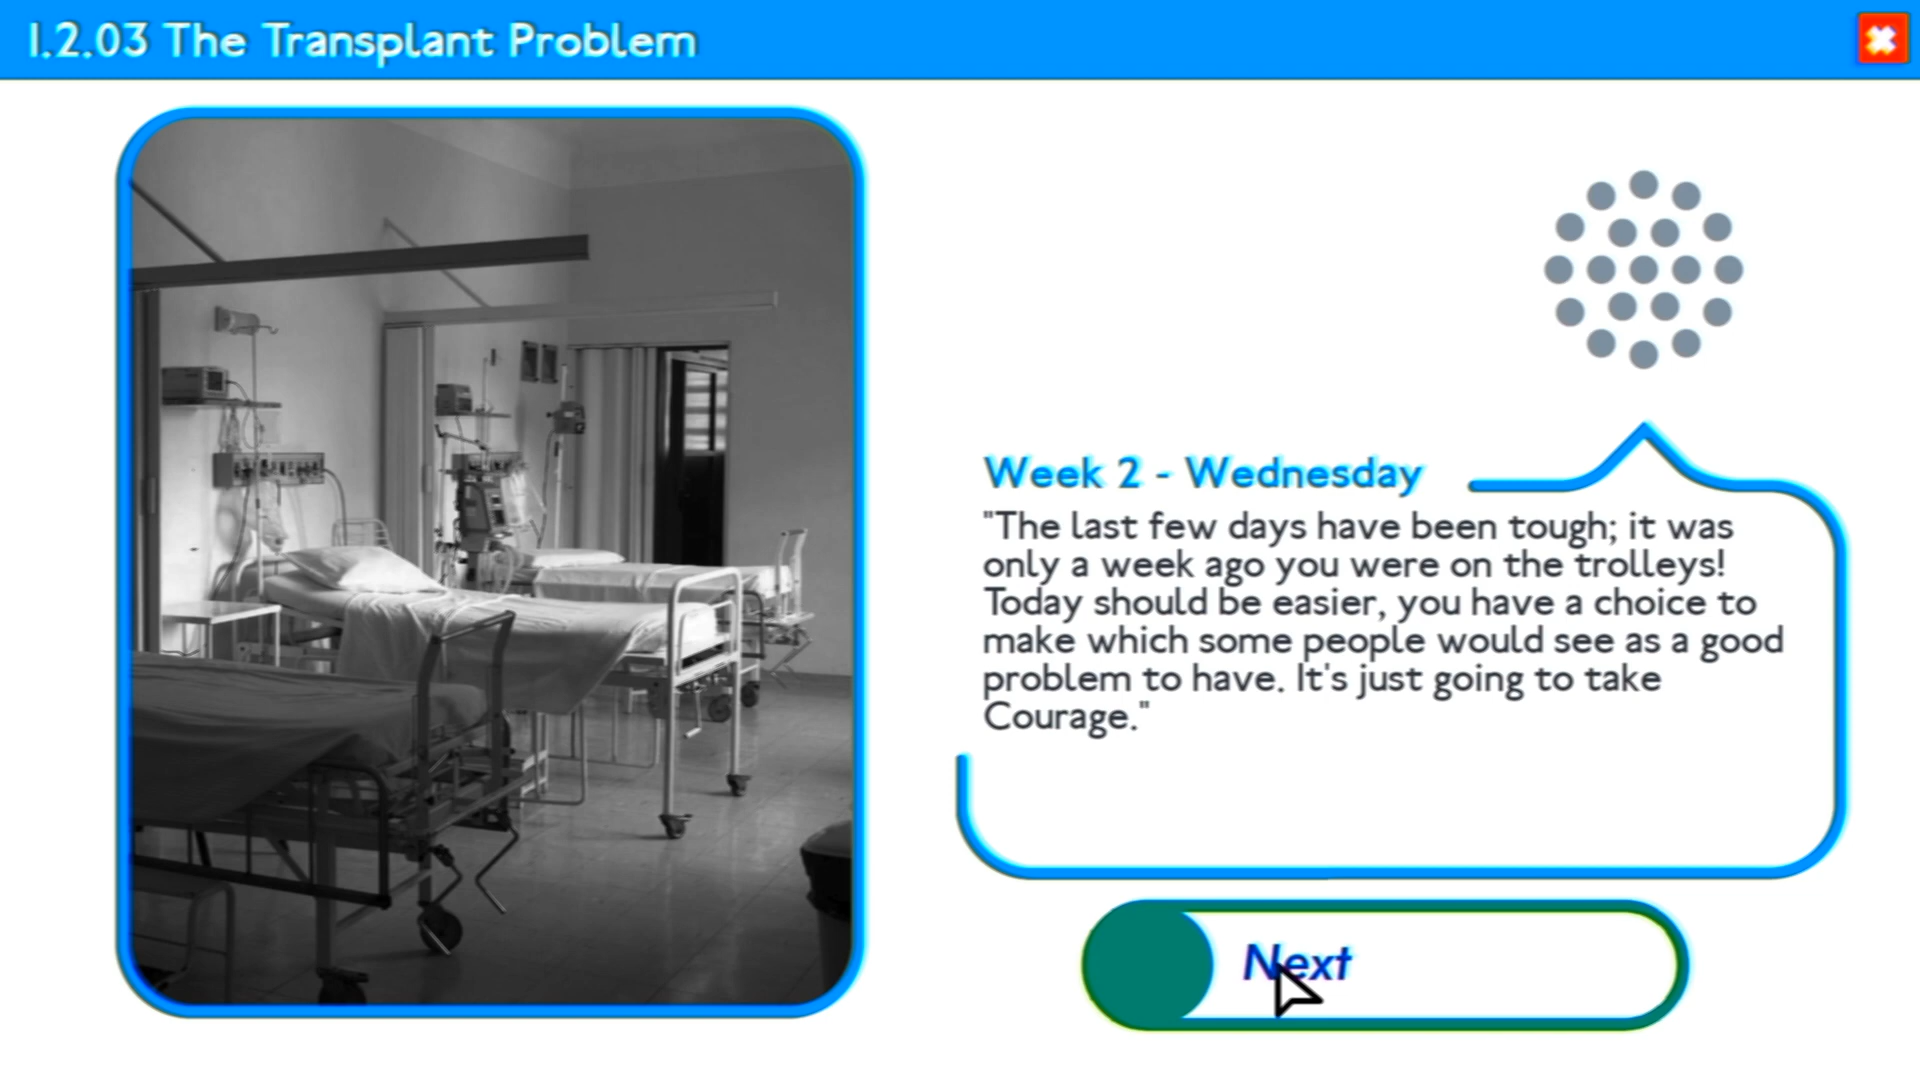 1.2.03 The Transplant Problem
Week 2 - Wednesday
"The last few days have been tough; it was
only a week ago you were on the trolleys!
Today should be easier, you have a choice to
make which some people would see as a good
problem to have. It's just going to take
Courage."
Next